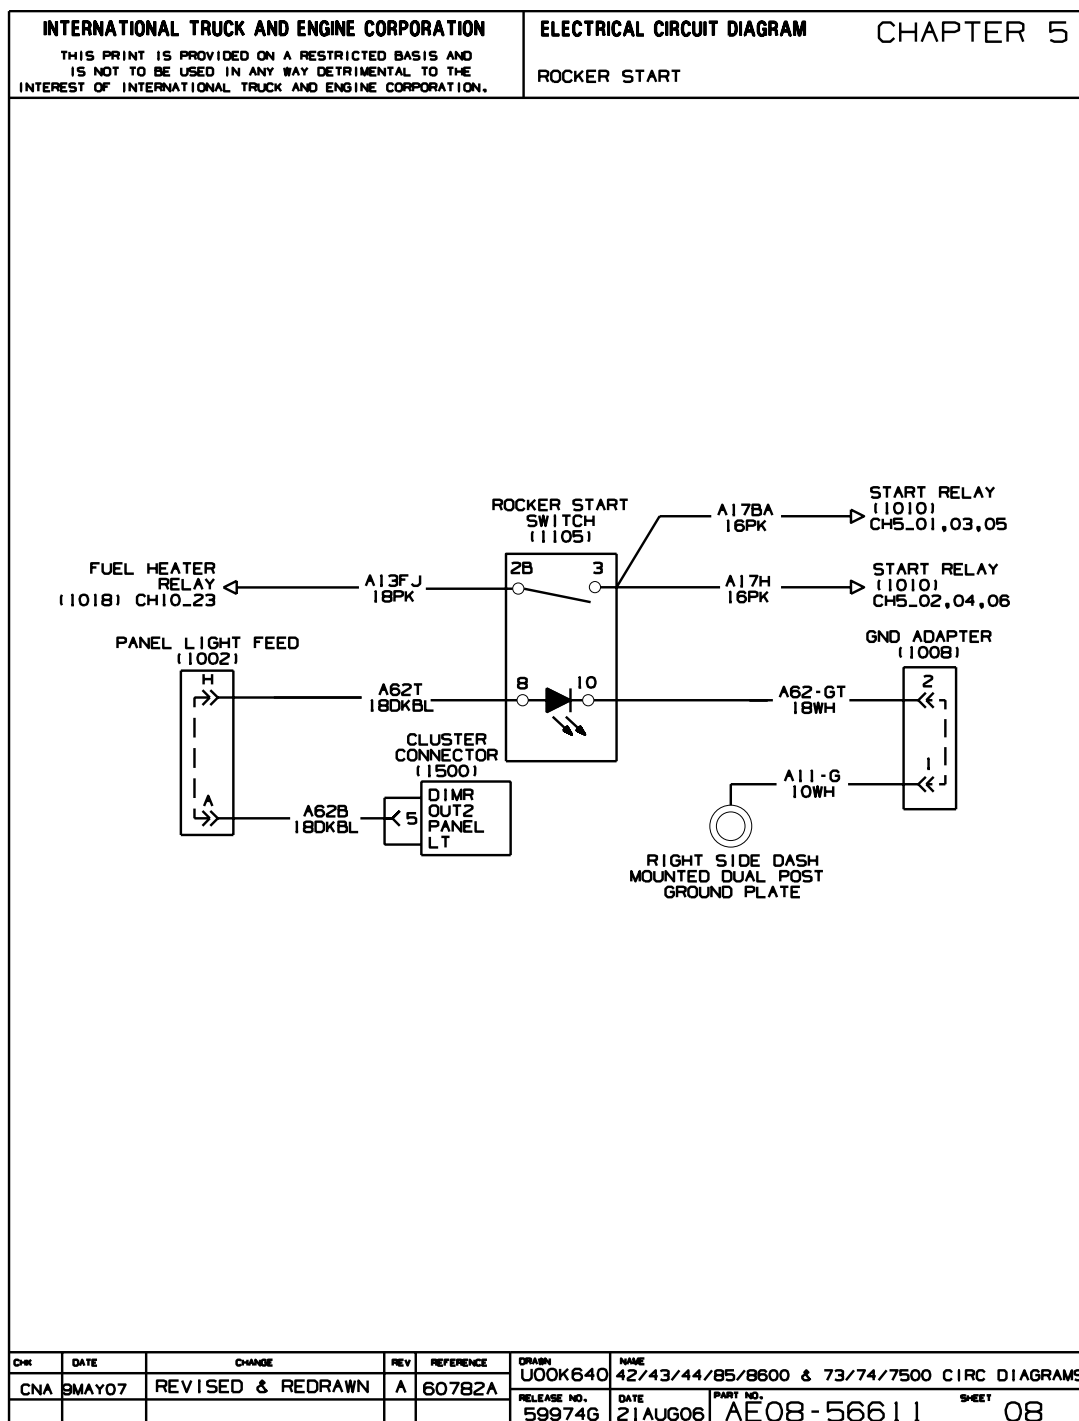 INTERNATIONAL TRUCK AND ENGINE CORPORATION
THIS PRINT IS PROVIDED ON A RESTRICTED BASIS AND
IS NOT TO BE USED IN ANY WAY DETRIMENTAL TO THE
INTEREST OF INTERNATIONAL TRUCK AND ENGINE CORPORATION.
ELECTRICAL CIRCUIT DIAGRAM
CHAPTER 5
ROCKER START
ROCKER START
SWITCH
(1105)
A17BA
16PK
START RELAY
(1010)
CH5_01,03,05
FUEL HEATER
RELAY
(1018) CH10_23
A13FJ
18PK
2B
3
A17H
16PK
START RELAY
(1010)
CH5_02,04,06
PANEL LIGHT FEED
(1002)
H
A62T
18DKBL
8
10
A62-GT
18WH
GND ADAPTER
(1008)
2
1
A
A62B
18DKBL
CLUSTER
CONNECTOR
(1500)
5
DIMR
OUT2
PANEL
LT
A11-G
10WH
RIGHT SIDE DASH
MOUNTED DUAL POST
GROUND PLATE
CHK
DATE
CHANGE
REV
REFERENCE
CNA
9MAY07
REVISED & REDRAWN
A
60782A
DRAWN
U00K640
NAME
42/43/44/85/8600 & 73/74/7500 CIRC DIAGRAMS
RELEASE NO.
59974G
DATE
21AUG06
PART NO.
AE08-56611
SHEET
08